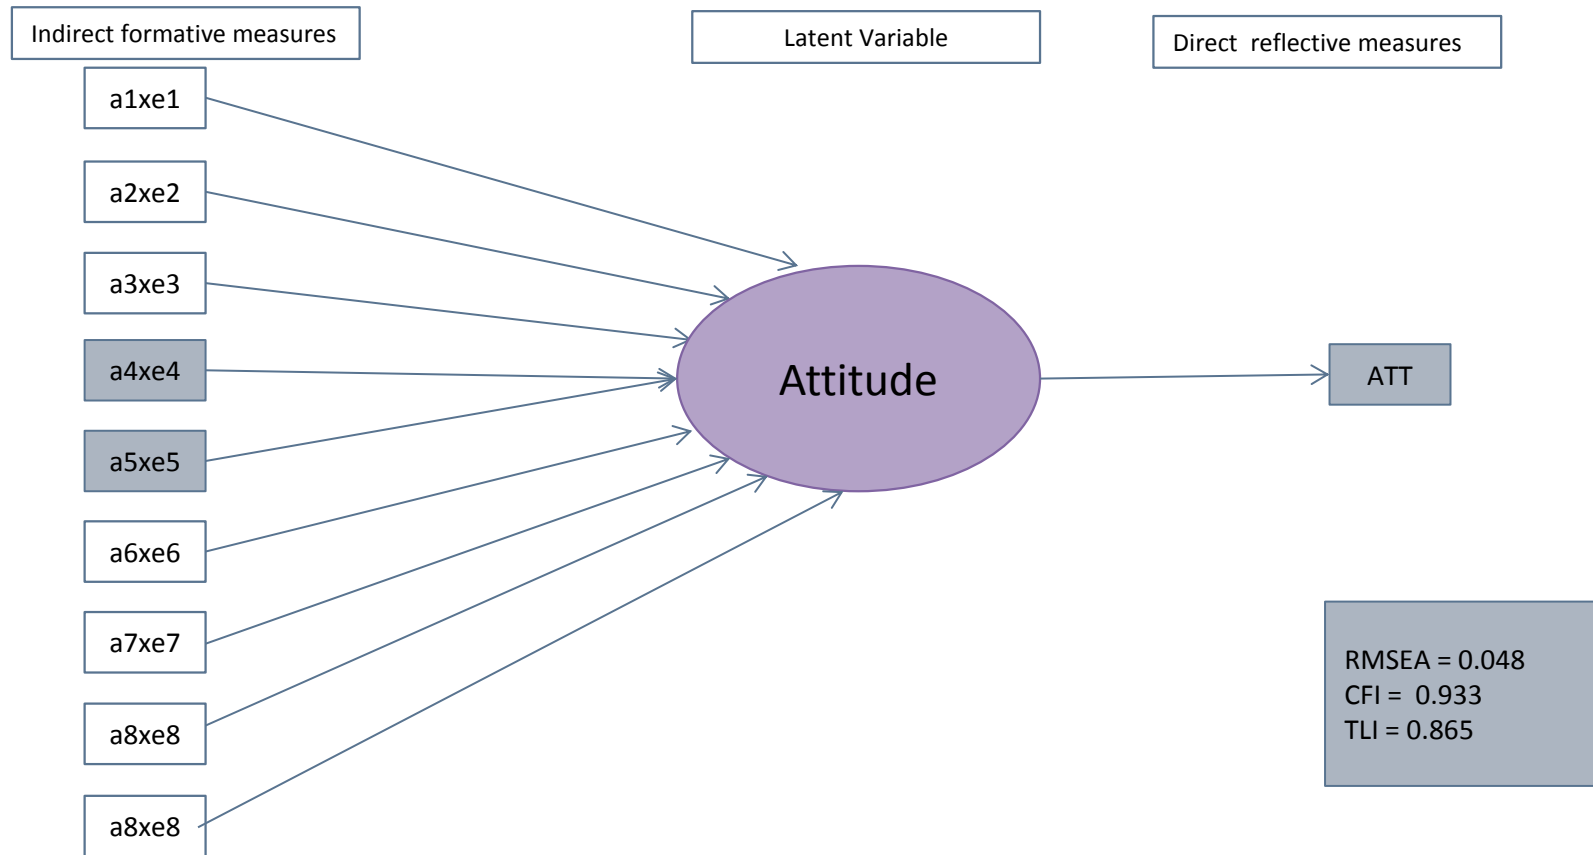 Indirect formative measures
Latent Variable
Direct reflective measures
a1xe1
a2xe2
a3xe3
a4xe4
a5xe5
a6xe6
a7xe7
a8xe8
a8xe8
Attitude
ATT
RMSEA = 0.048
CFI = 0.933
TLI = 0.865